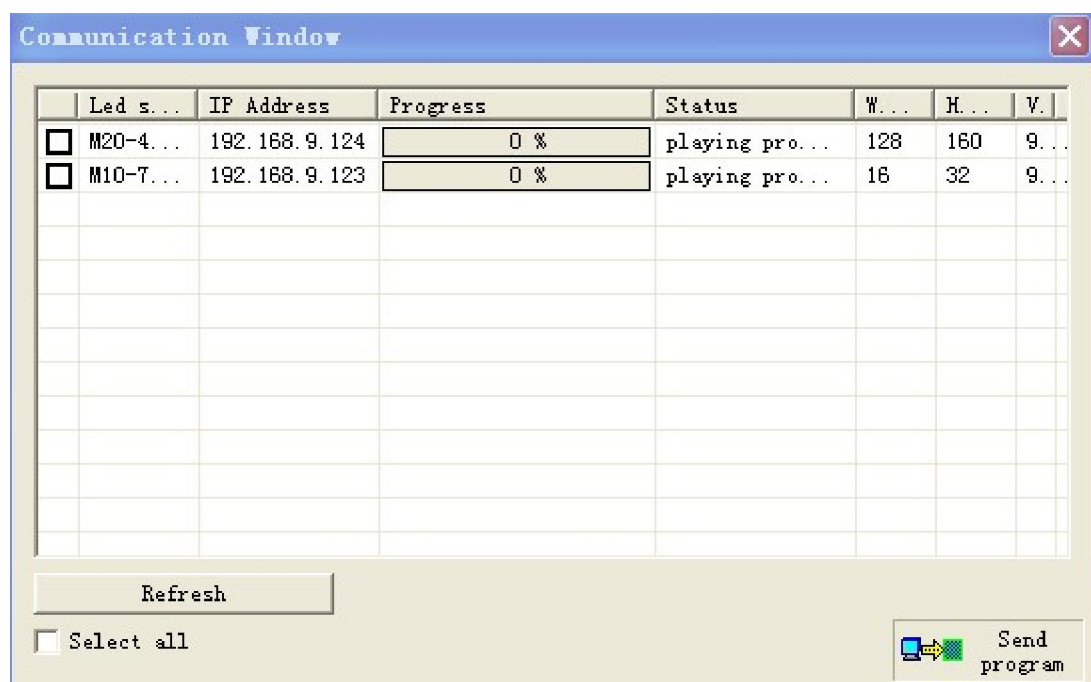 Communication Window
Led s... IP Address Progress Status W... H... V.
M20-4... 192.168.9.124 0 % playing pro... 128 160 9...
M10-7... 192.168.9.123 0 % playing pro... 16 32 9...
Refresh
Select all
Send
program